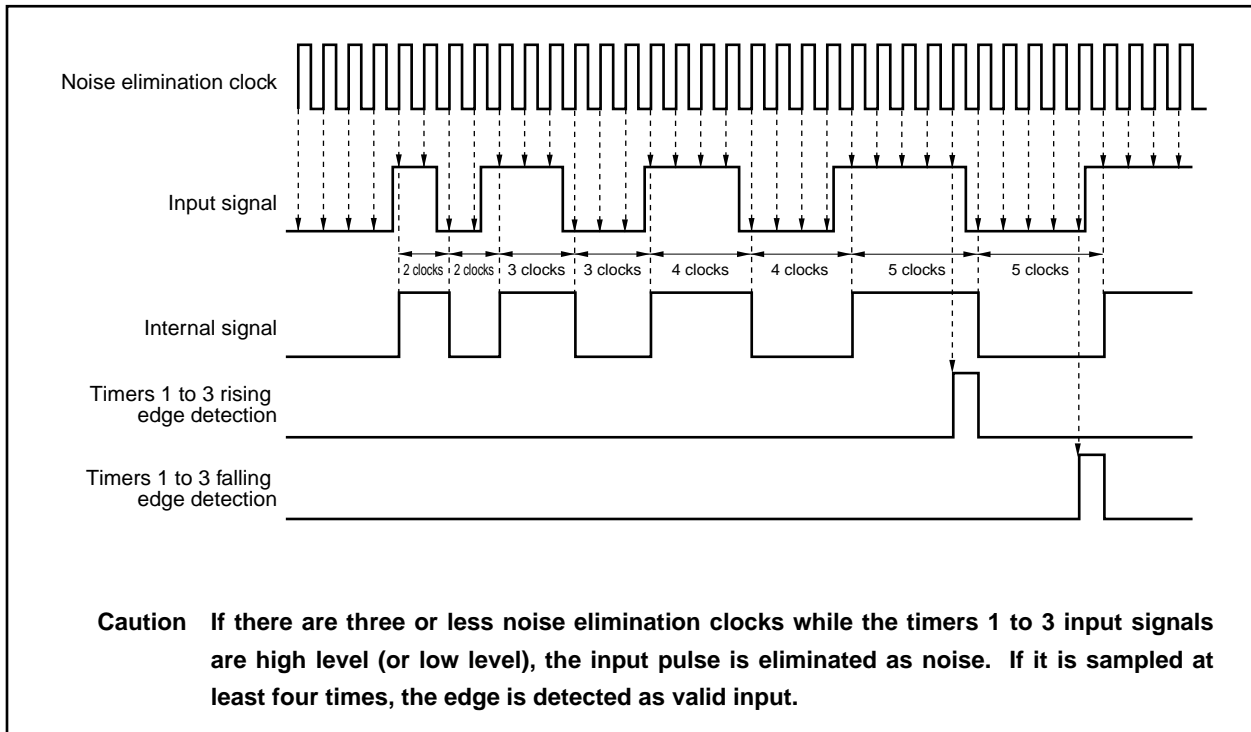 Noise elimination clock
Input signal
2 clocks 2 clocks 3 clocks 3 clocks 4 clocks 4 clocks 5 clocks 5 clocks
Internal signal
Timers 1 to 3 rising
edge detection
Timers 1 to 3 falling
edge detection
Caution If there are three or less noise elimination clocks while the timers 1 to 3 input signals
are high level (or low level), the input pulse is eliminated as noise. If it is sampled at
least four times, the edge is detected as valid input.